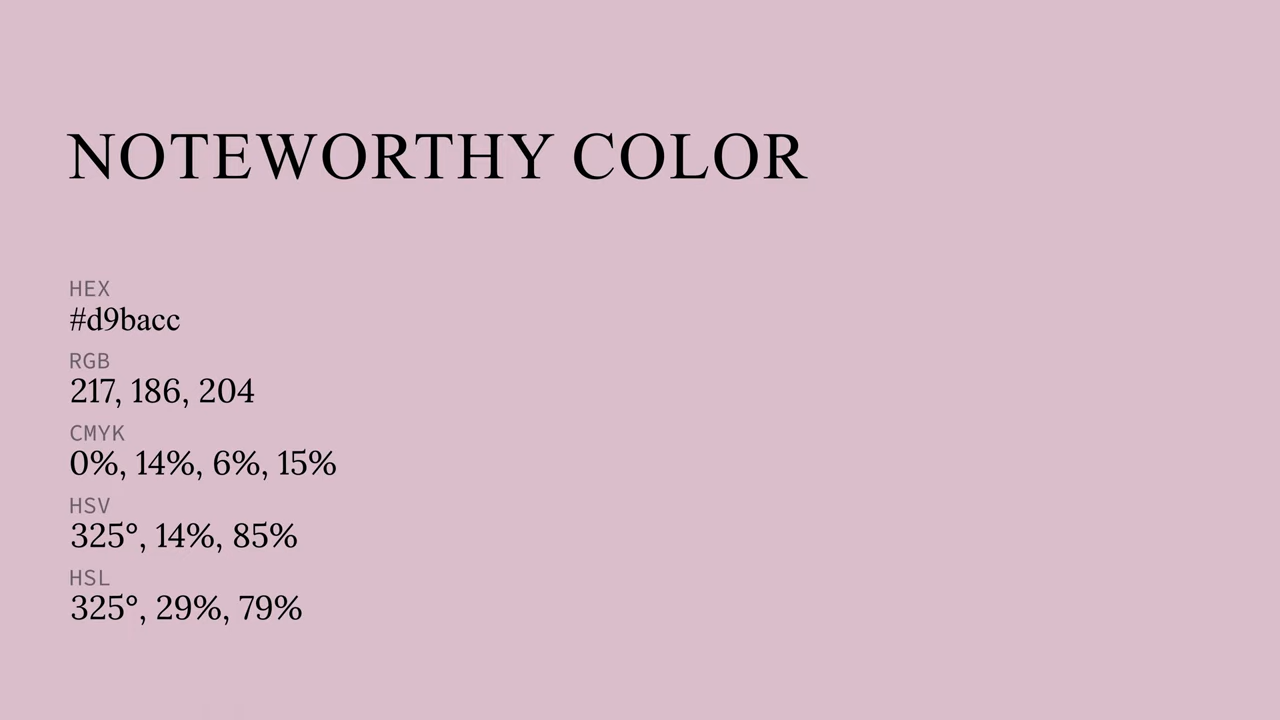 NOTEWORTHY COLOR
HEX
#d9bacc
RGB
217, 186, 204
CMYK
0%, 14%, 6%, 15%
HSV
325°, 14%, 85%
HSL
325°, 29%, 79%